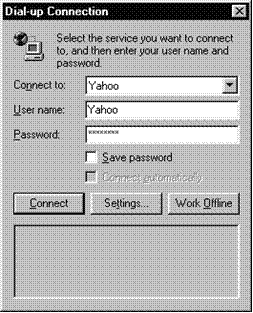 Dial-up Connection
Select the service you want to connect
to, and then enter your user name and
password.
Connect to: Yahoo
User name: Yahoo
Password: ********
Save password
Connect automatically
Connect Settings... Work Offline